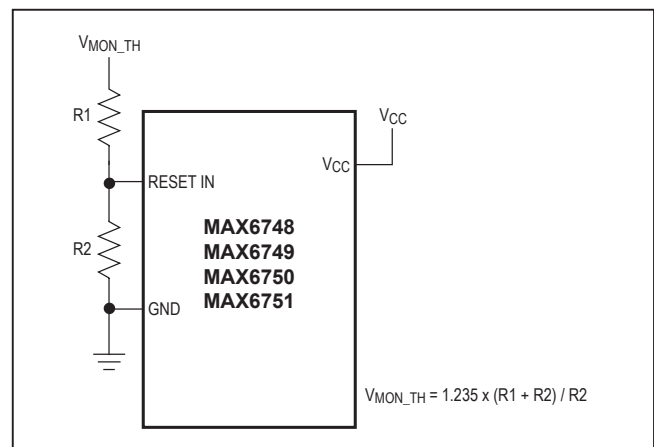 VMON_TH
R1
VCC
VCC
RESET IN
R2
MAX6748
MAX6749
MAX6750
MAX6751
GND
VMON_TH = 1.235 x (R1 + R2) / R2